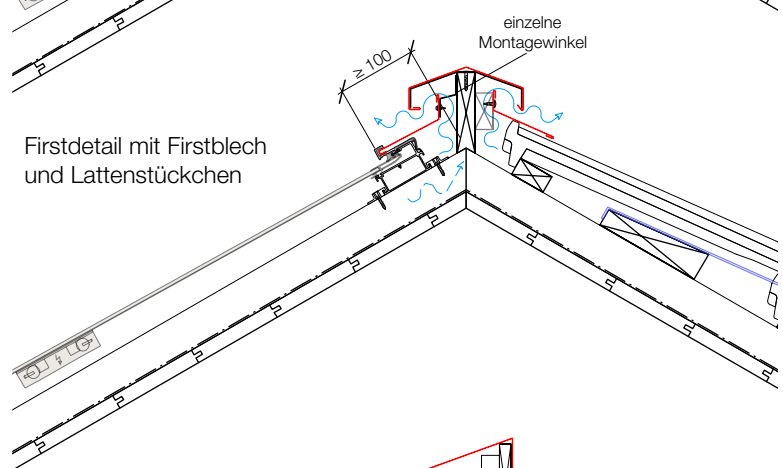 einzelne
Montagewinkel
≥ 100
Firstdetail mit Firstblech
und Lattenstückchen